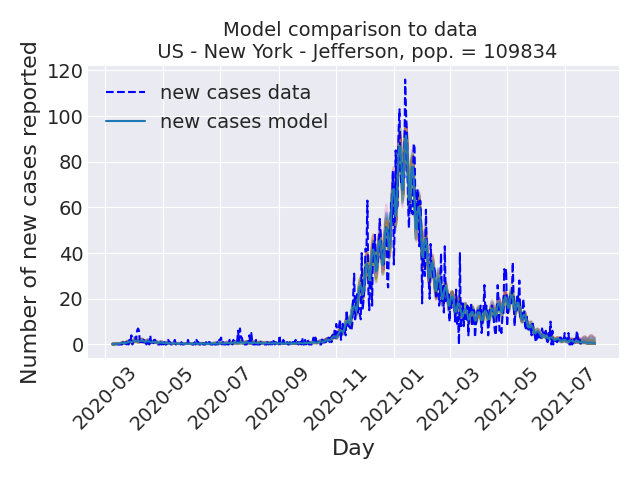 Model comparison to data
US - New York - Jefferson, pop. = 109834
Number of new cases reported
120
100
80
60
40
20
0
new cases data
new cases model
2020-03
2020-05
2020-07
2020-09
2020-11
2021-01
2021-03
2021-05
2021-07
Day